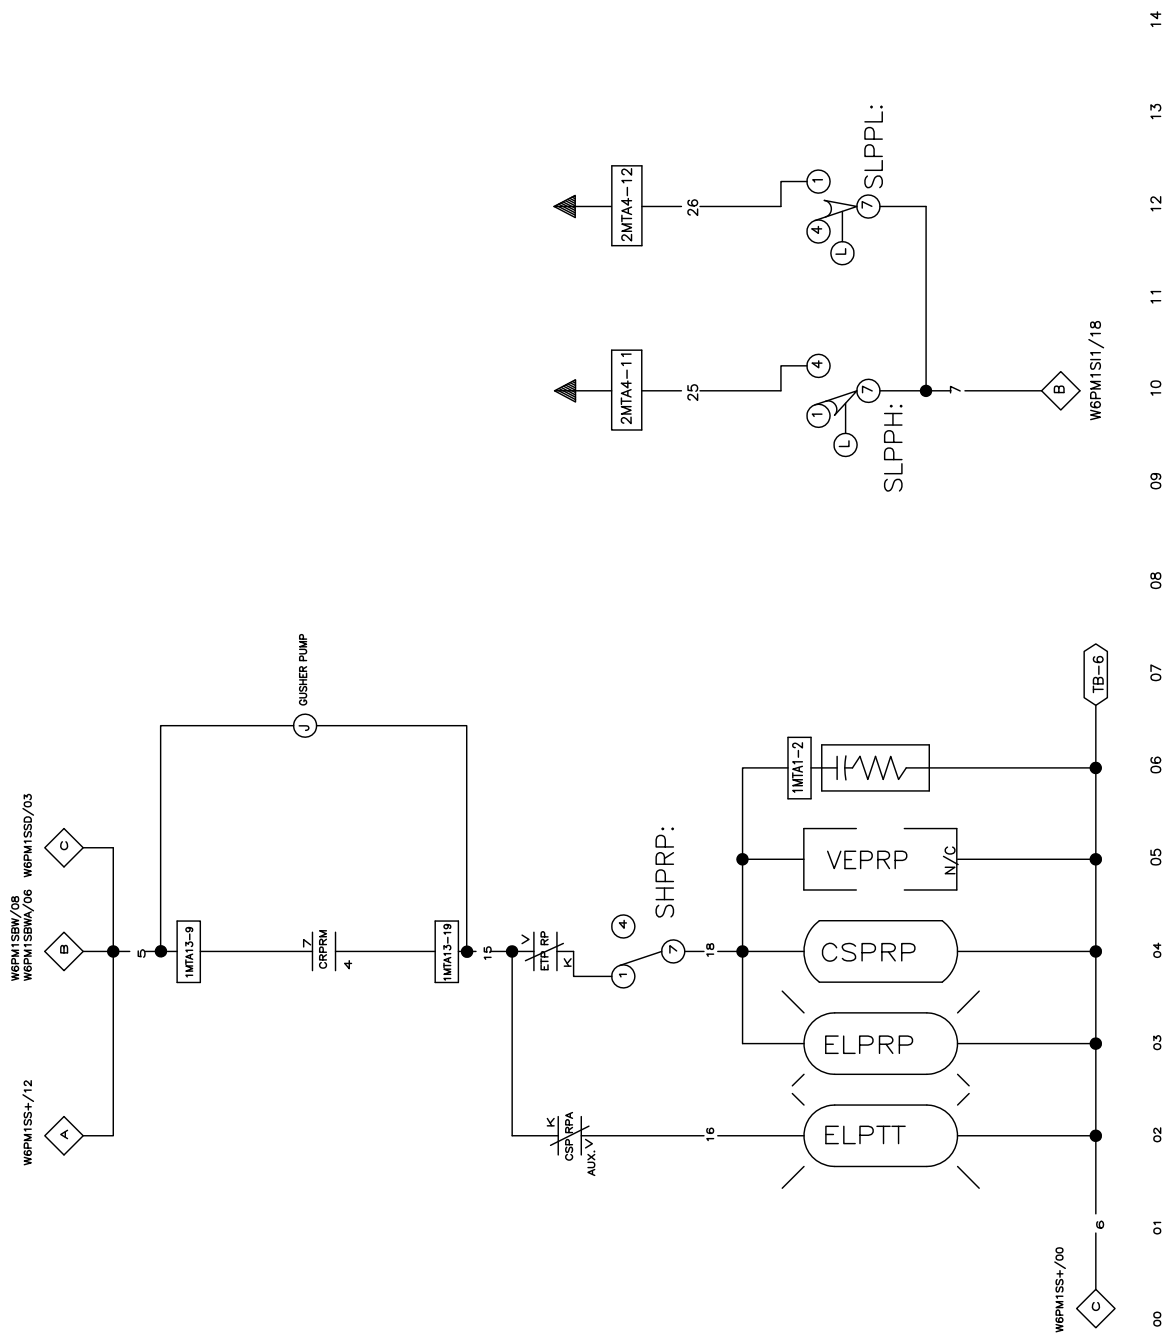 W6PM1SS+/12
W6PM1SBW/08
W6PM1SBWA/06
W6PM1SSD/03
A
B
C
5
1MTA13-9
7
CRPRM
4
J
GUSHER PUMP
1MTA13-19
15
V
ETP RP
K
K
CSP RPA
AUX.
V
1
4
7
SHPRP:
16
18
1MTA1-2
ELPTT
ELPRP
CSPRP
VEPRP
N/C
TB-6
6
W6PM1SS+/00
C
2MTA4-11
25
4
1
L
7
SLPPH:
2MTA4-12
26
1
4
L
7
SLPPL:
7
B
W6PM1SI1/18
00
01
02
03
04
05
06
07
08
09
10
11
12
13
14